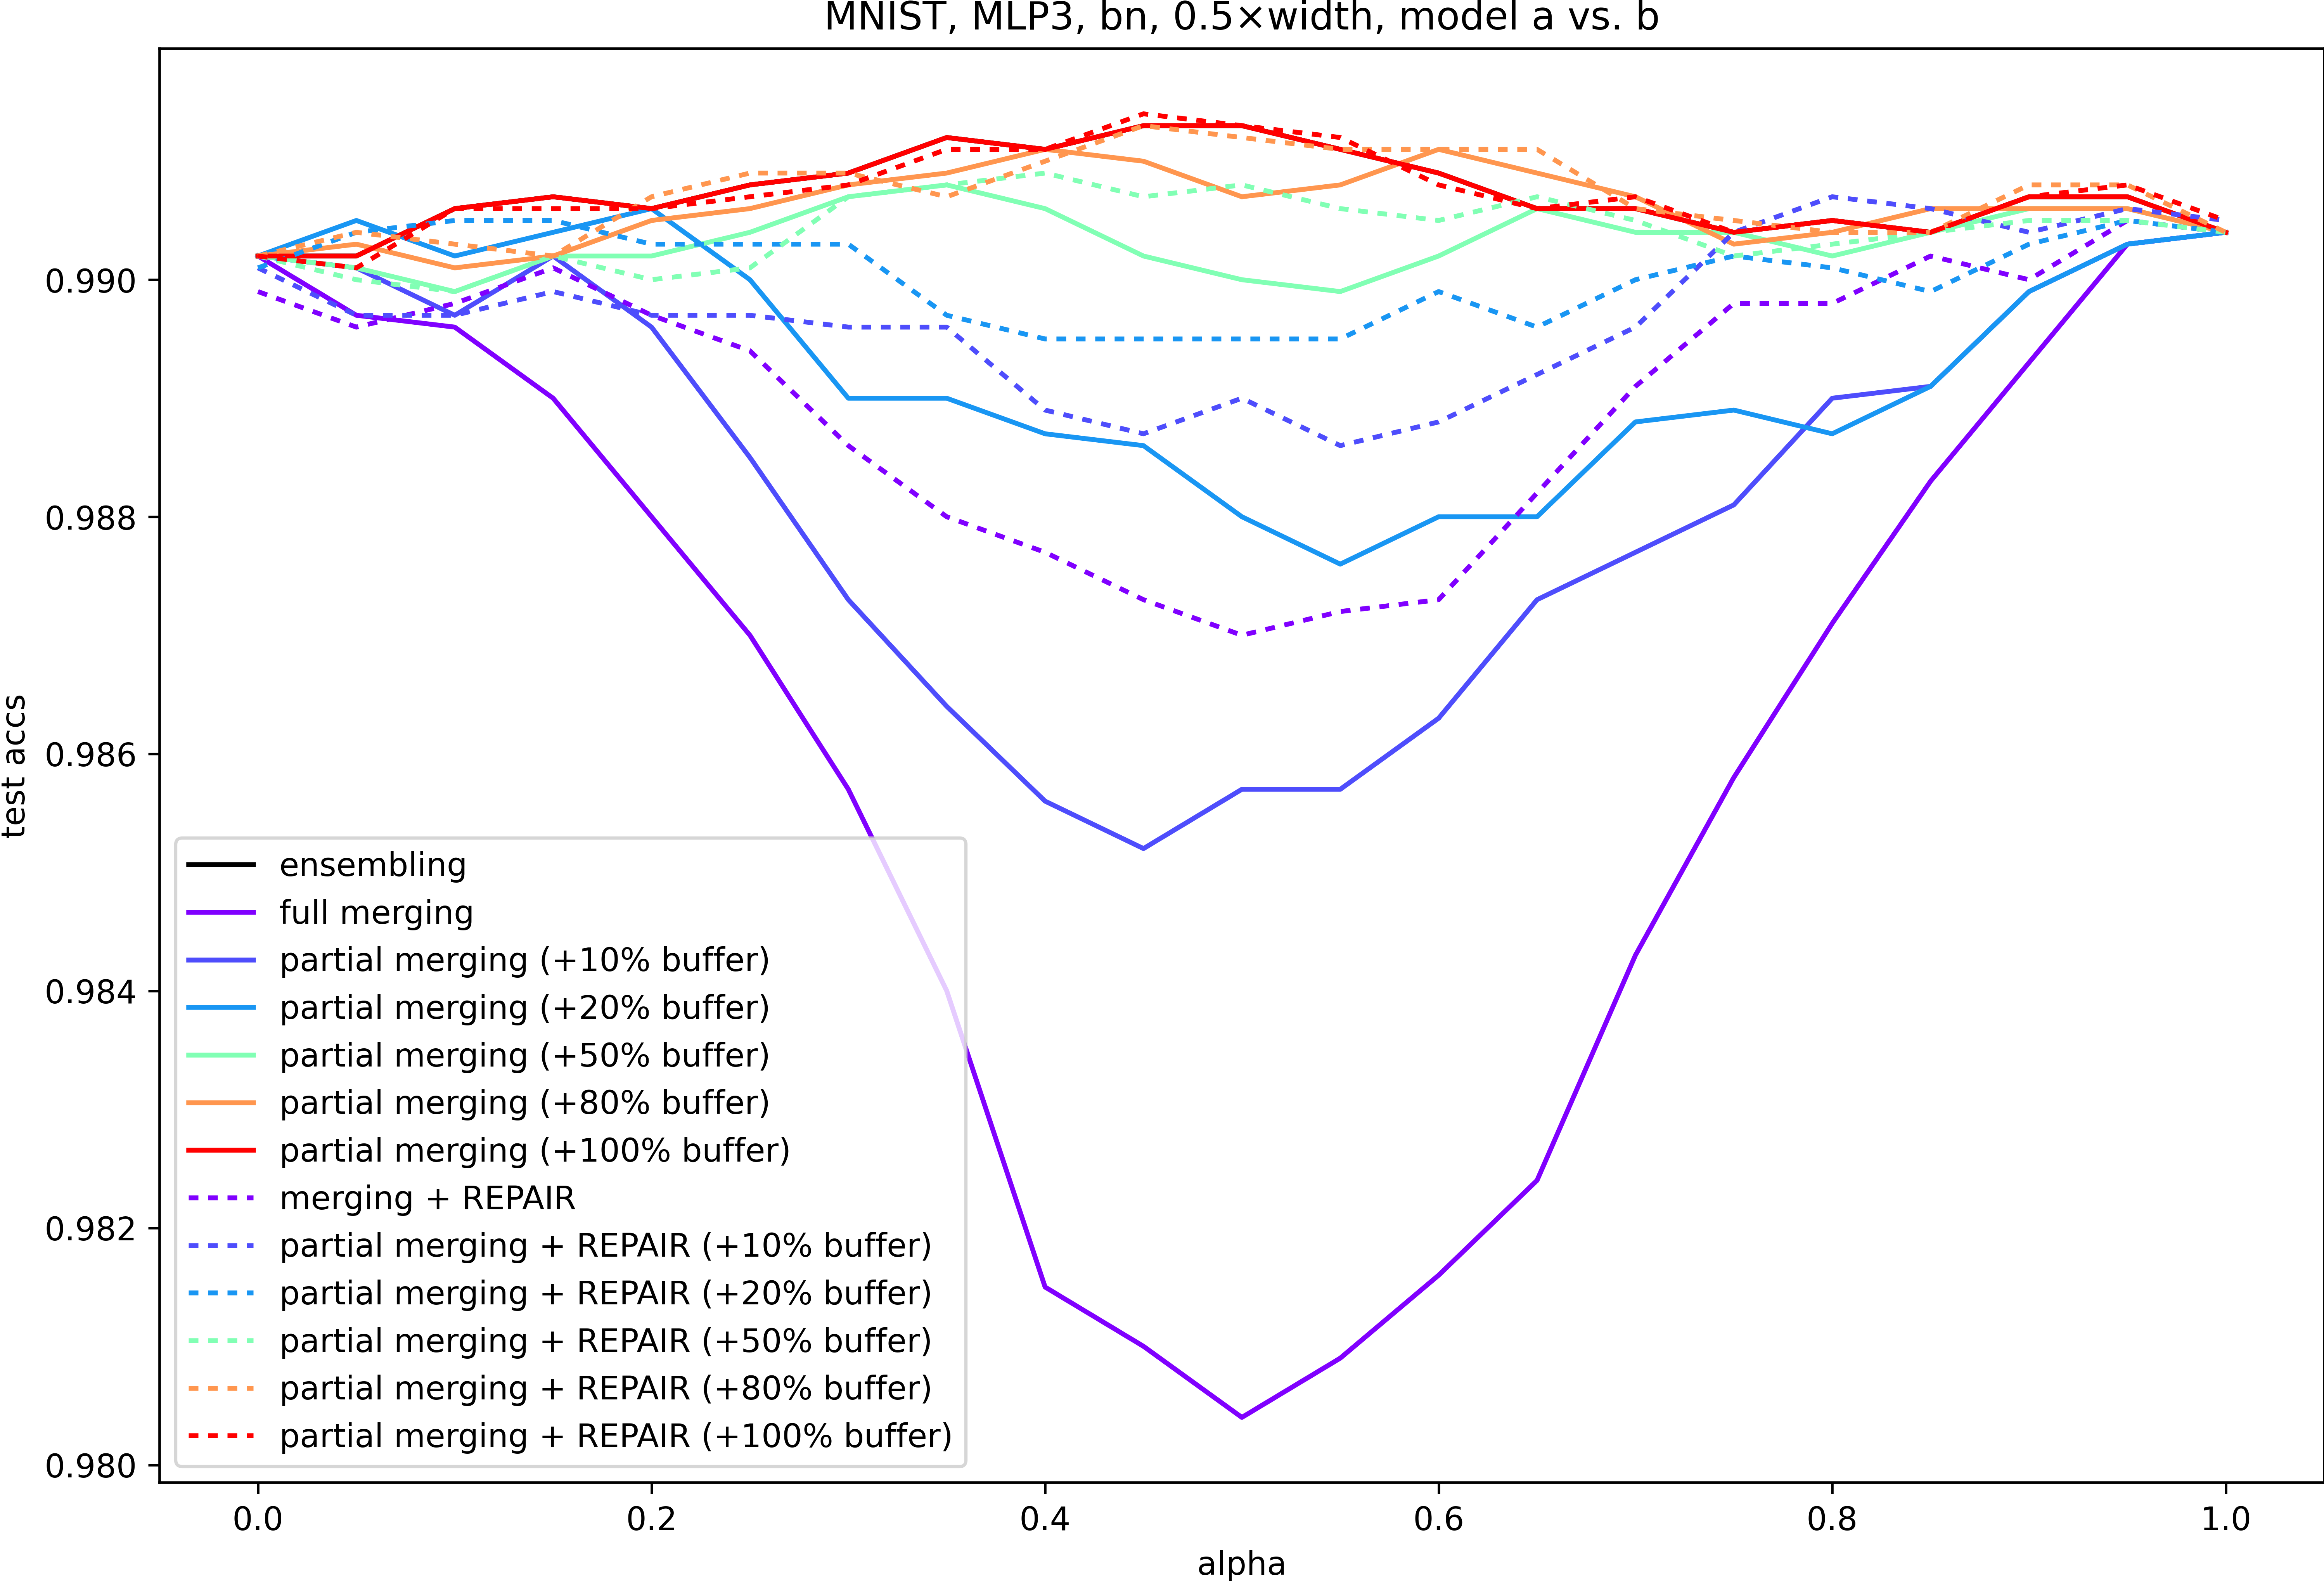 MNIST, MLP3, bn, 0.5×width, model a vs. b
test accs
0.990
0.988
0.986
0.984
0.982
0.980
ensembling
full merging
partial merging (+10% buffer)
partial merging (+20% buffer)
partial merging (+50% buffer)
partial merging (+80% buffer)
partial merging (+100% buffer)
merging + REPAIR
partial merging + REPAIR (+10% buffer)
partial merging + REPAIR (+20% buffer)
partial merging + REPAIR (+50% buffer)
partial merging + REPAIR (+80% buffer)
partial merging + REPAIR (+100% buffer)
0.0 0.2 0.4 0.6 0.8 1.0
alpha